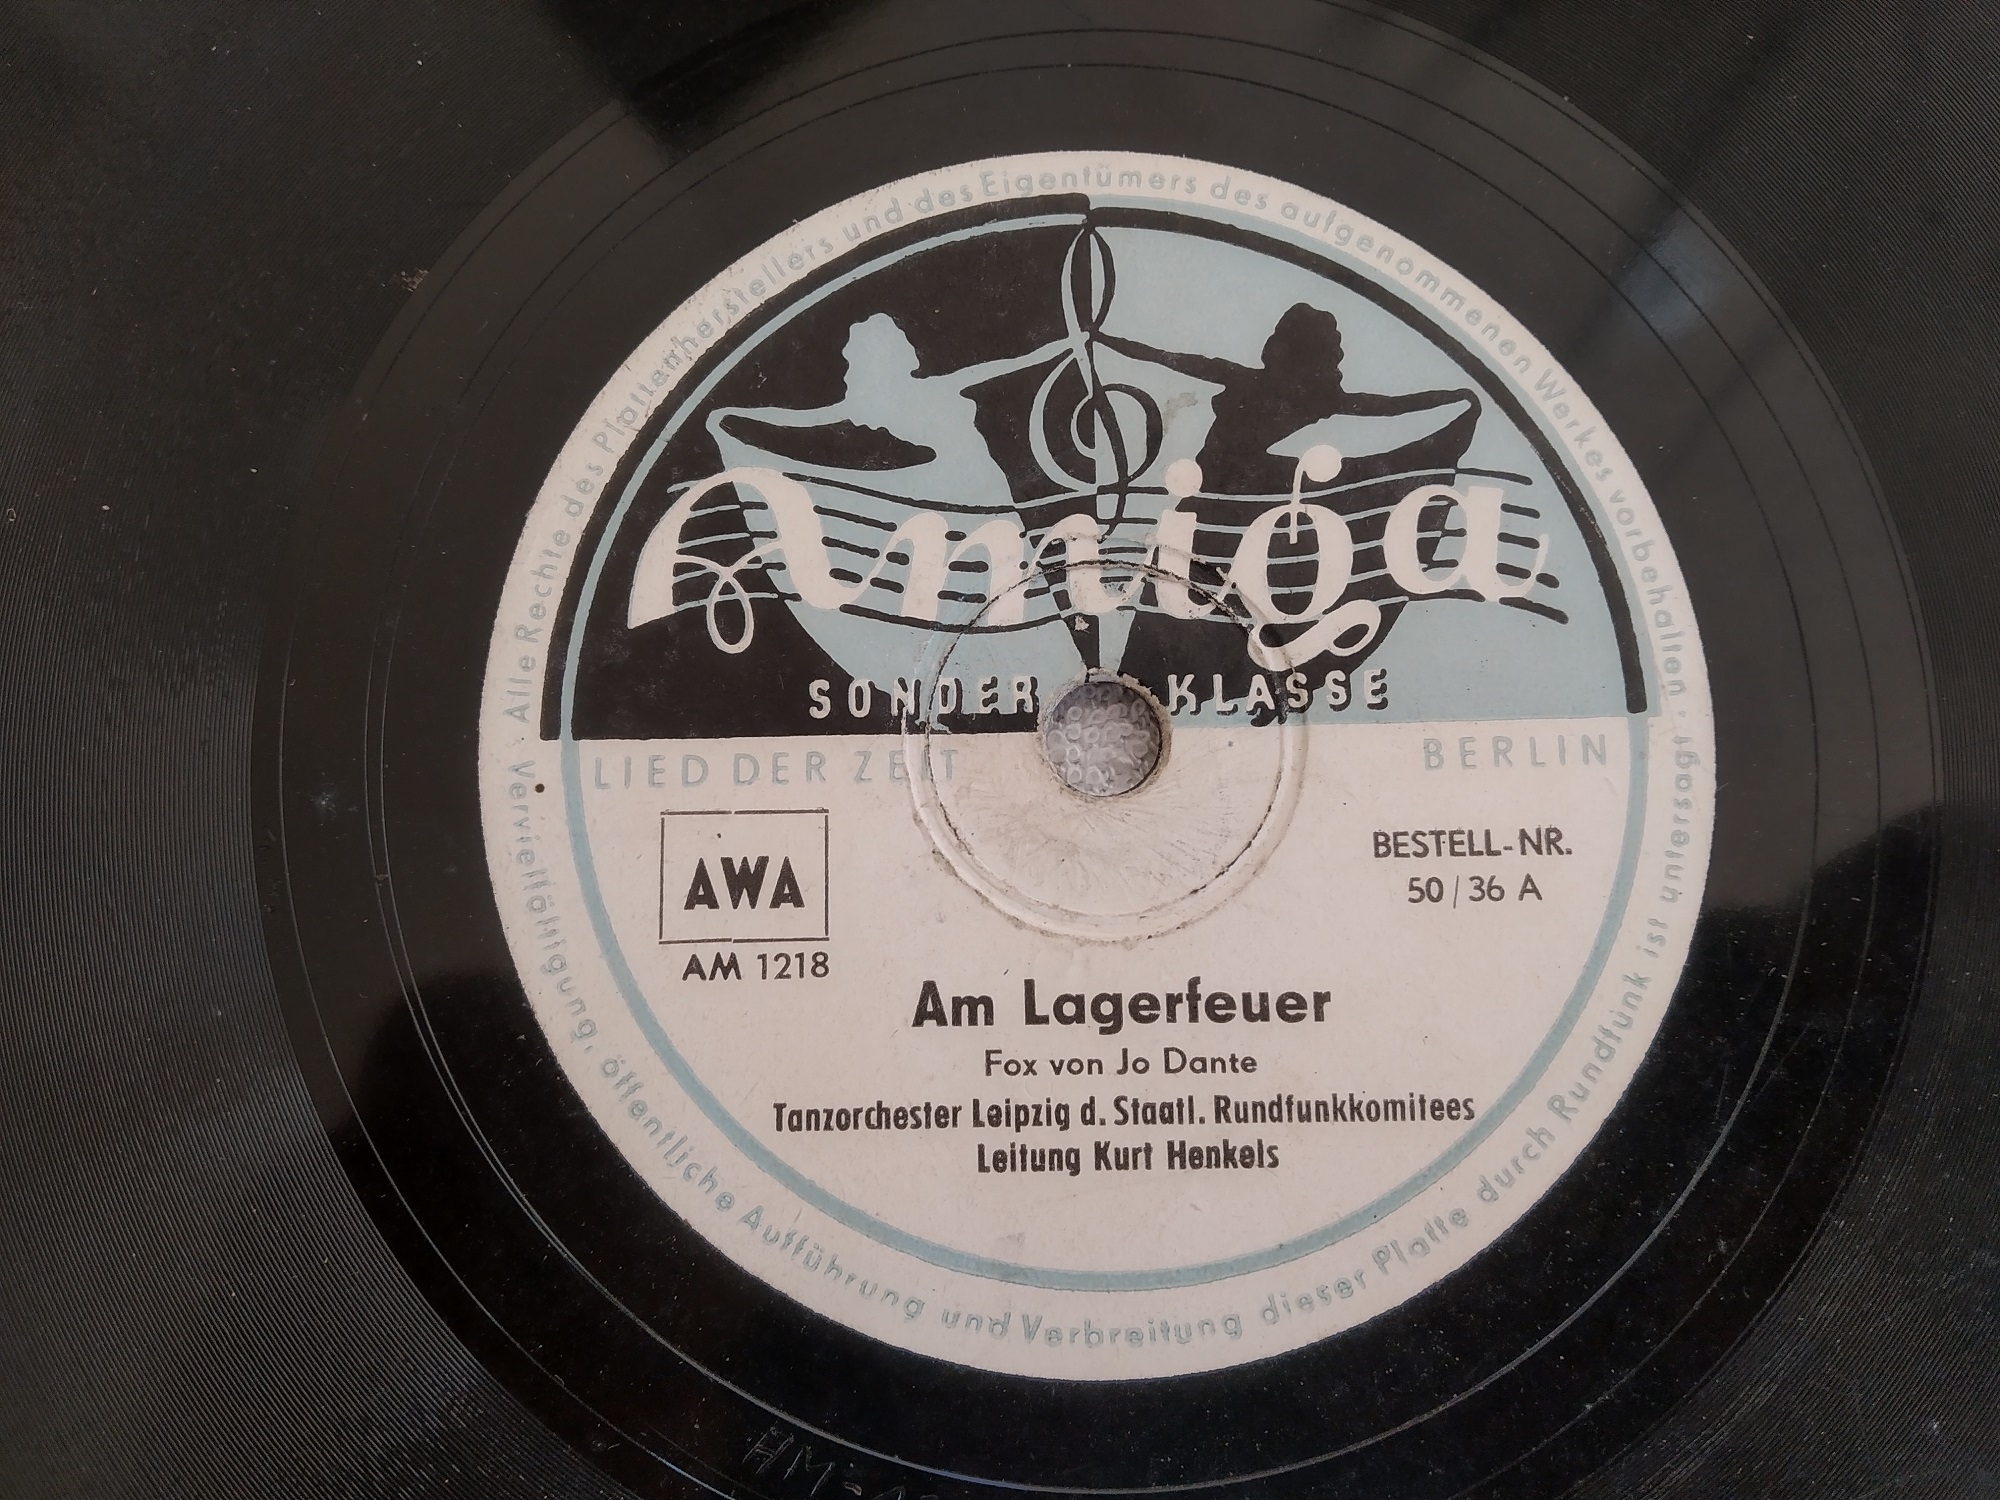 Alle Rechte des Plattenherstellers und des Eigentümers des aufgenommenen Werkes vorbehalten · Vervielfältigung, öffentliche Aufführung und Verbreitung dieser Platte durch Rundfunk ist untersagt ·
Amiga
SONDER KLASSE
LIED DER ZEIT BERLIN
AWA
AM 1218
BESTELL-NR.
50/36 A
Am Lagerfeuer
Fox von Jo Dante
Tanzorchester Leipzig d. Staatl. Rundfunkkomitees
Leitung Kurt Henkels